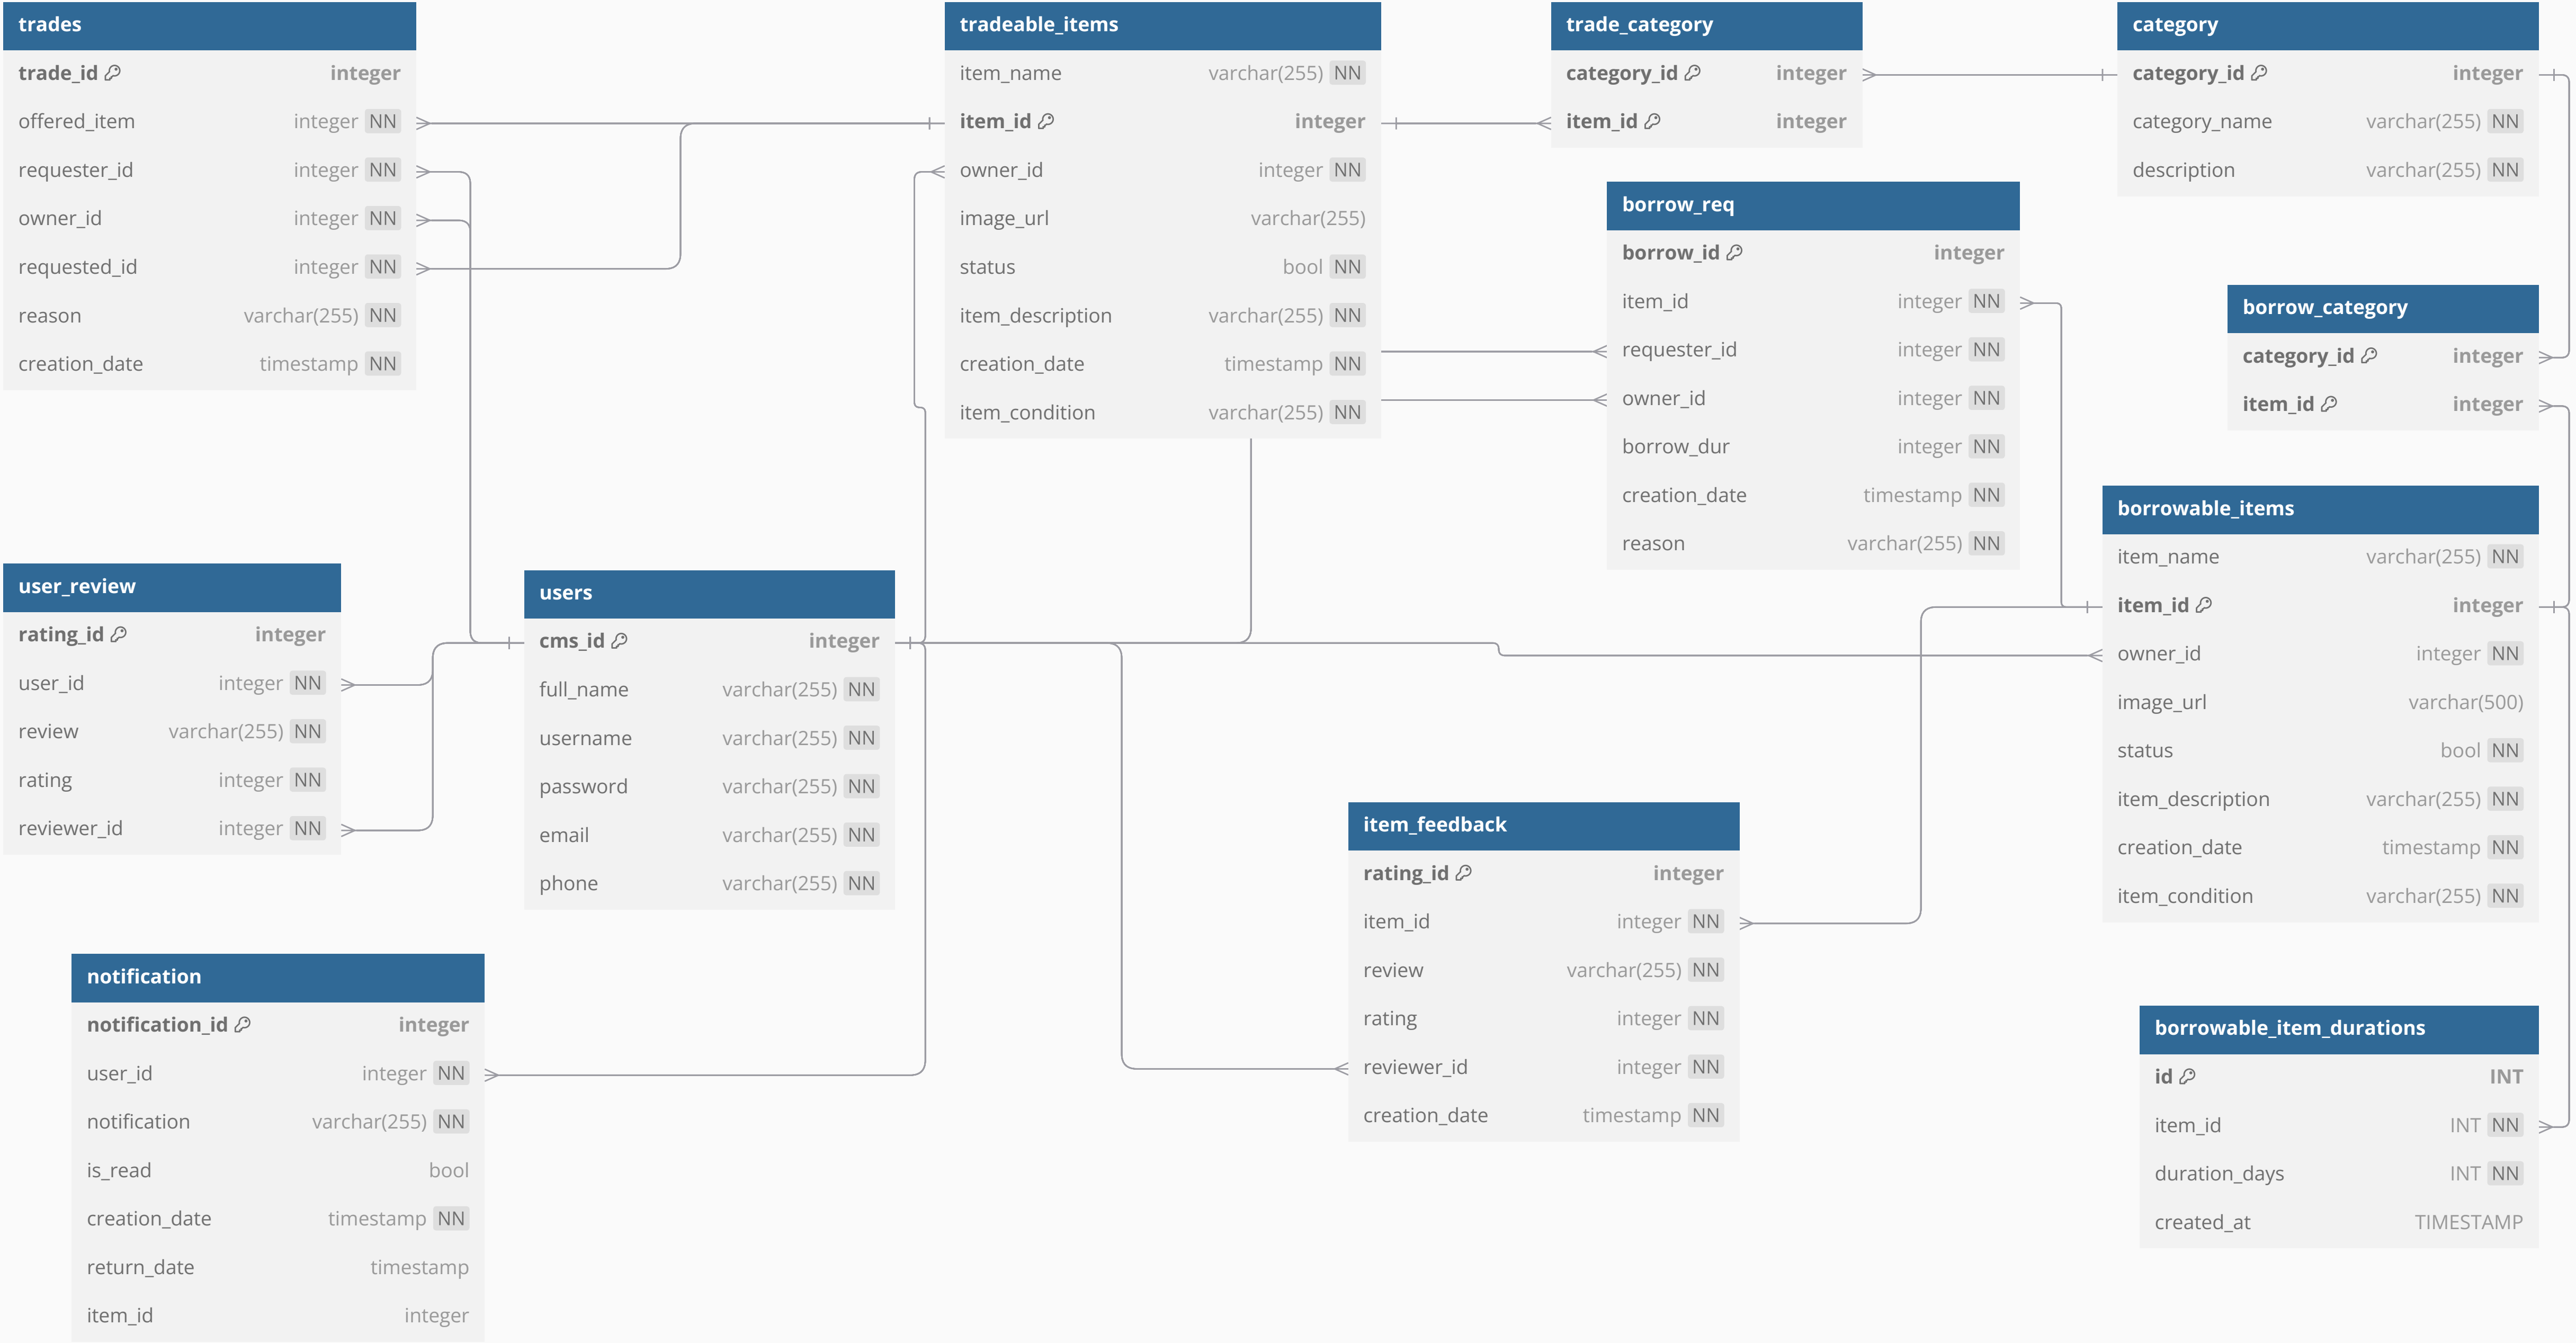 trades
trade_id integer
offered_item integer NN
requester_id integer NN
owner_id integer NN
requested_id integer NN
reason varchar(255) NN
creation_date timestamp NN
tradeable_items
item_name varchar(255) NN
item_id integer
owner_id integer NN
image_url varchar(255)
status bool NN
item_description varchar(255) NN
creation_date timestamp NN
item_condition varchar(255) NN
trade_category
category_id integer
item_id integer
category
category_id integer
category_name varchar(255) NN
description varchar(255) NN
borrow_req
borrow_id integer
item_id integer NN
requester_id integer NN
owner_id integer NN
borrow_dur integer NN
creation_date timestamp NN
reason varchar(255) NN
borrow_category
category_id integer
item_id integer
borrowable_items
item_name varchar(255) NN
item_id integer
owner_id integer NN
image_url varchar(500)
status bool NN
item_description varchar(255) NN
creation_date timestamp NN
item_condition varchar(255) NN
user_review
rating_id integer
user_id integer NN
review varchar(255) NN
rating integer NN
reviewer_id integer NN
users
cms_id integer
full_name varchar(255) NN
username varchar(255) NN
password varchar(255) NN
email varchar(255) NN
phone varchar(255) NN
item_feedback
rating_id integer
item_id integer NN
review varchar(255) NN
rating integer NN
reviewer_id integer NN
creation_date timestamp NN
notification
notification_id integer
user_id integer NN
notification varchar(255) NN
is_read bool
creation_date timestamp NN
return_date timestamp
item_id integer
borrowable_item_durations
id INT
item_id INT NN
duration_days INT NN
created_at TIMESTAMP